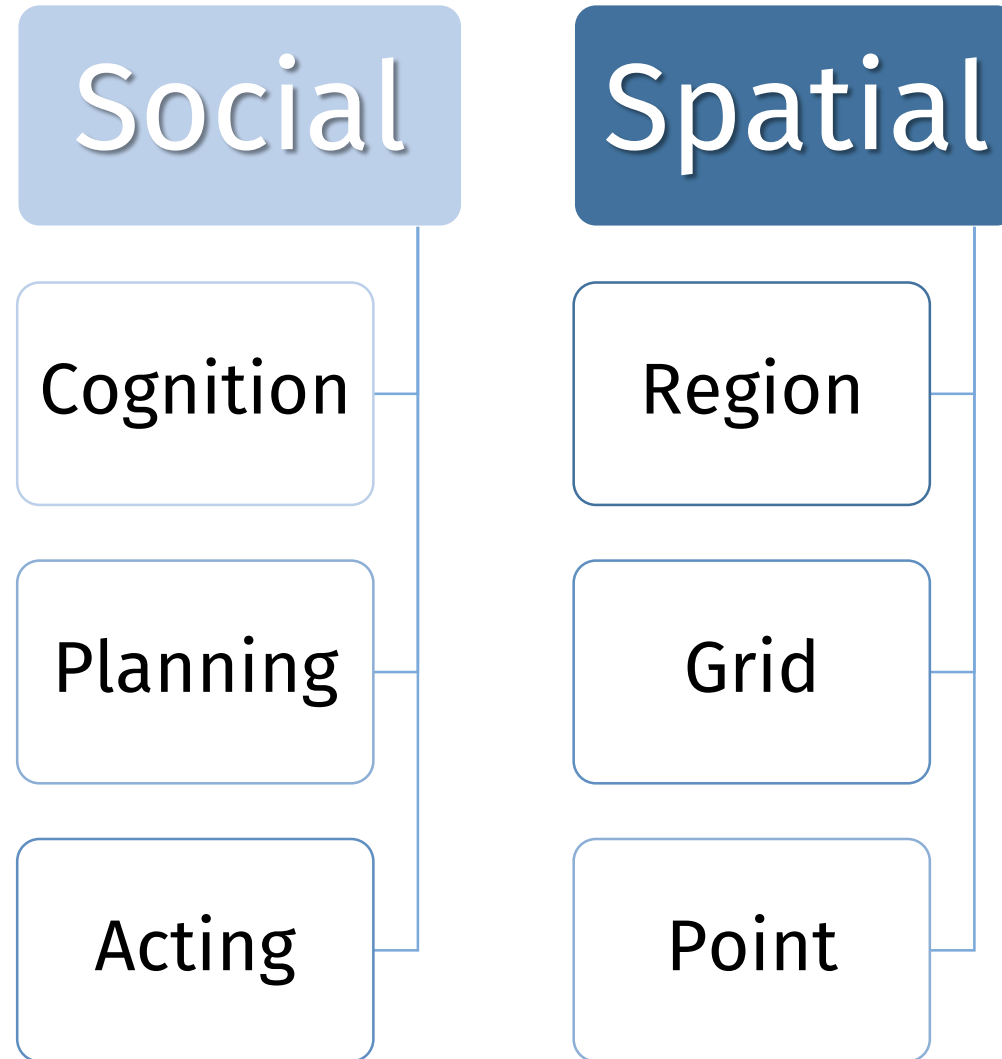 Social
Cognition
Planning
Acting
Spatial
Region
Grid
Point